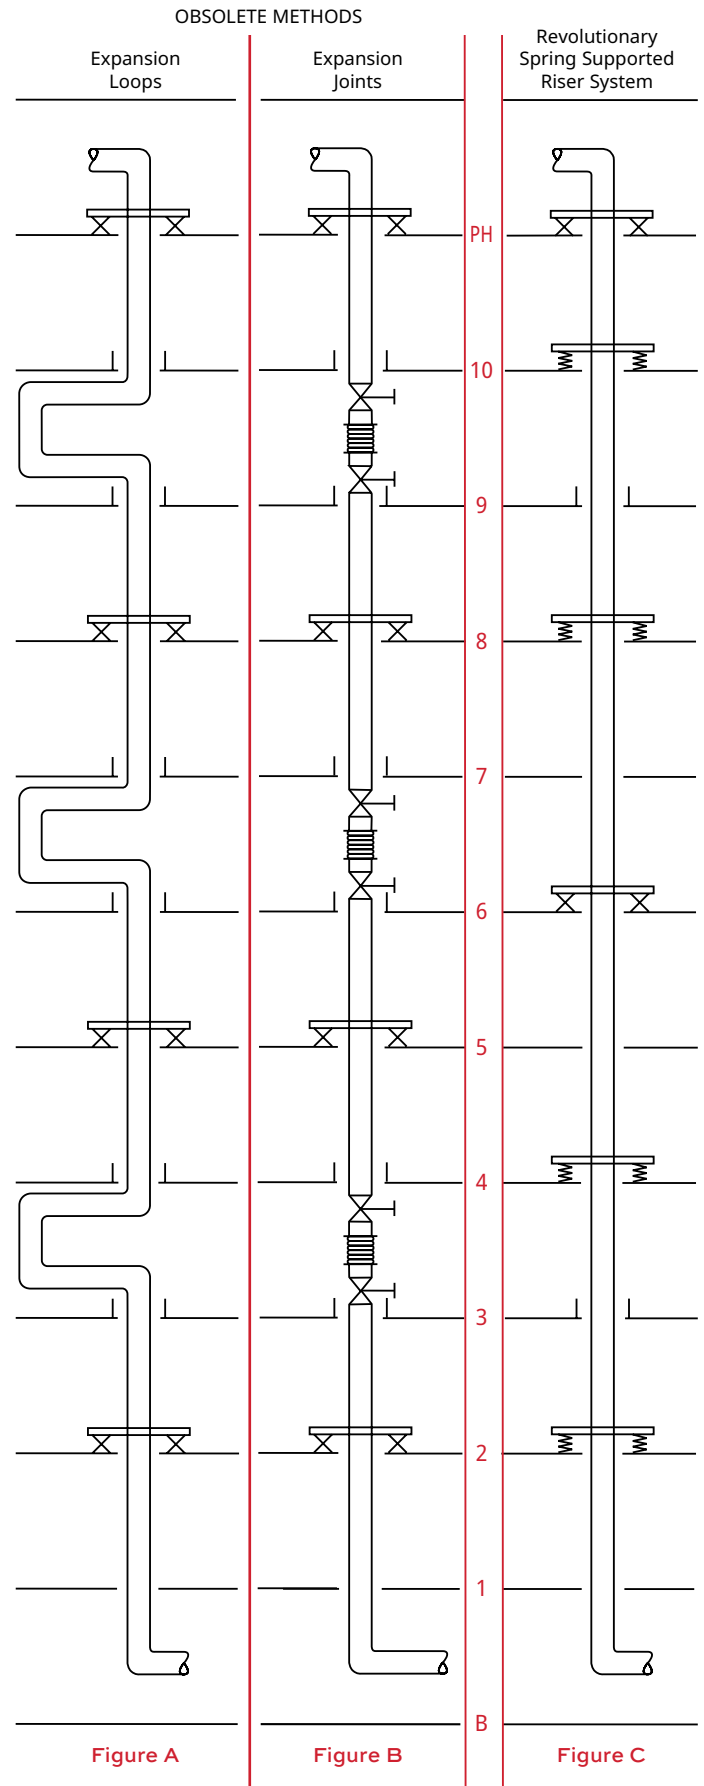 OBSOLETE METHODS
Expansion
Loops
Expansion
Joints
Revolutionary
Spring Supported
Riser System
PH
10
9
8
7
6
5
4
3
2
1
B
Figure A
Figure B
Figure C